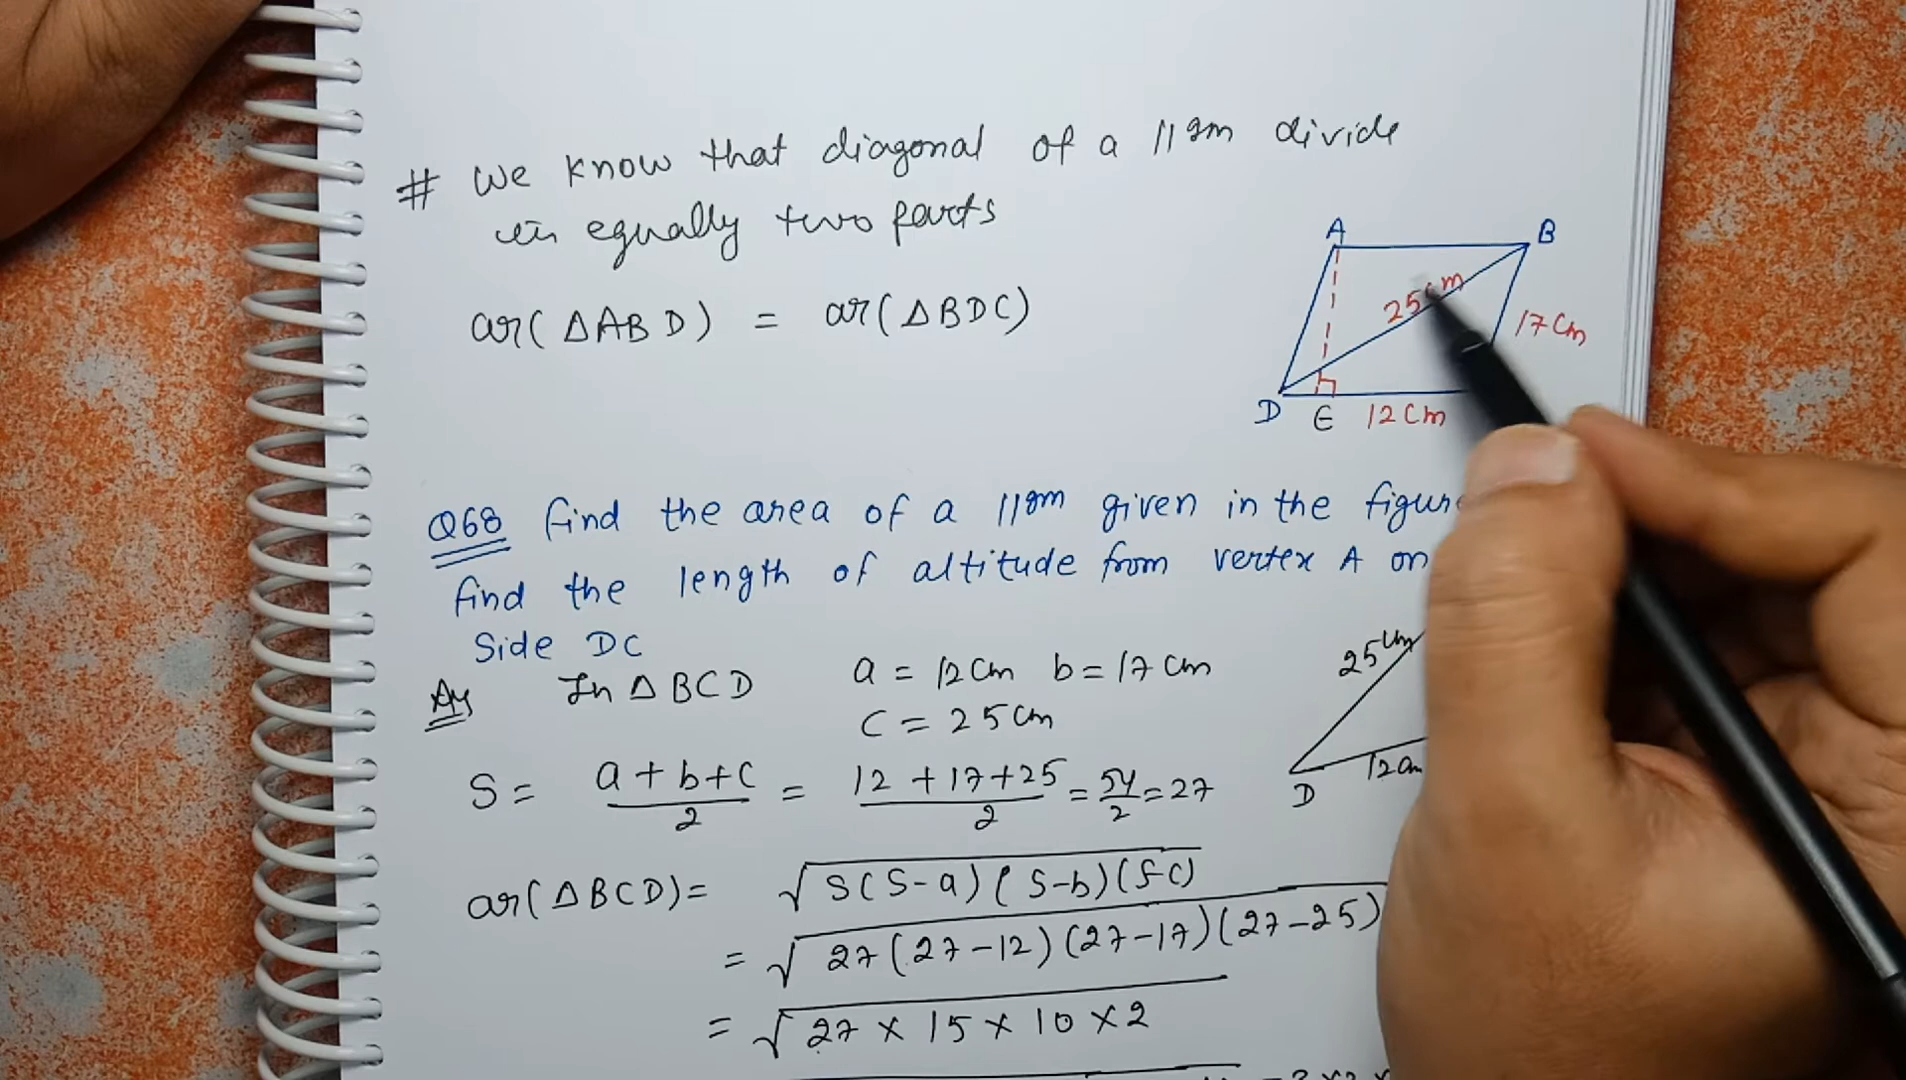 # We know that diagonal of a ||gm divide
in equally two parts
ar(ΔABD) = ar(ΔBDC)
A B
25cm
17cm
D E 12cm
Q68 find the area of a ||gm given in the figure
find the length of altitude from vertex A on
Side DC
Ans In Δ BCD a = 12cm b = 17cm
c = 25cm
25cm
S = a+b+c/2 = 12+17+25/2 = 54/2 = 27
12cm
D
ar(ΔBCD) = √S(S-a)(S-b)(S-c)
= √27(27-12)(27-17)(27-25)
= √27×15×10×2